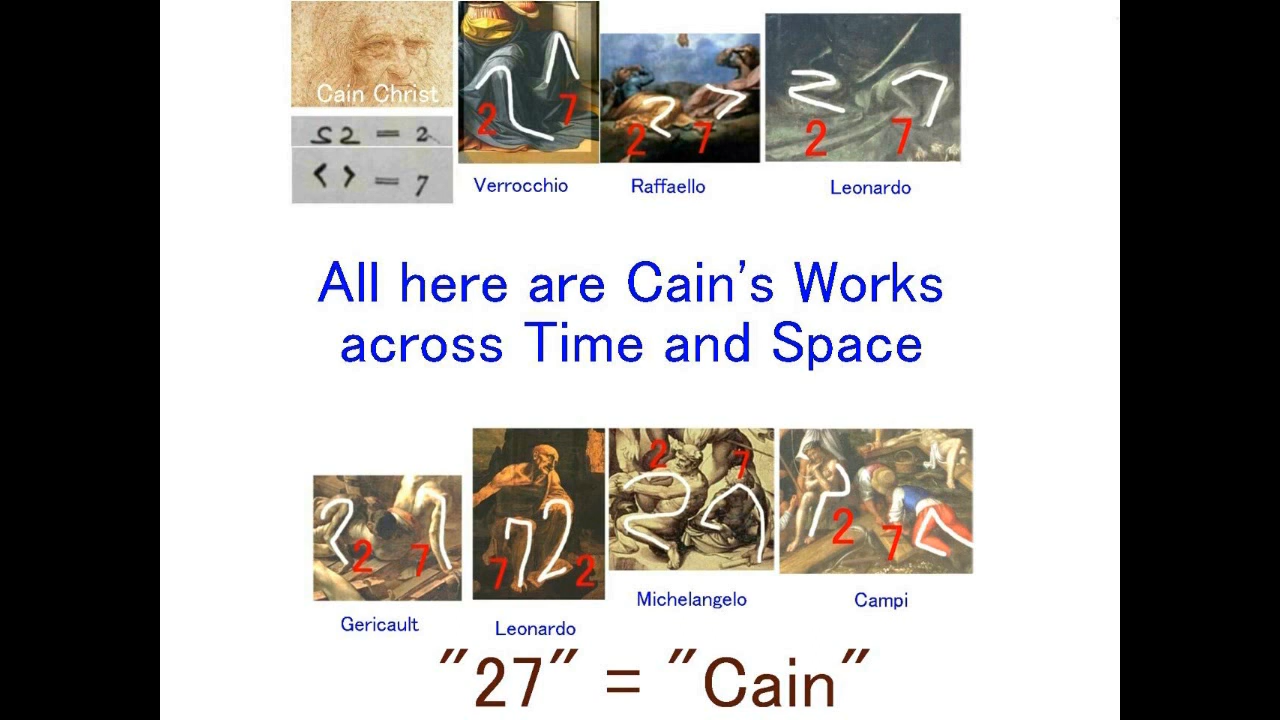 Cain Christ
S2 = 2
< > = 7
2 7
2 7
2 7
Verrocchio
Raffaello
Leonardo
All here are Cain's Works
across Time and Space
2 7
7 2
2 7
2 7
Gericault
Leonardo
Michelangelo
Campi
"27" = "Cain"